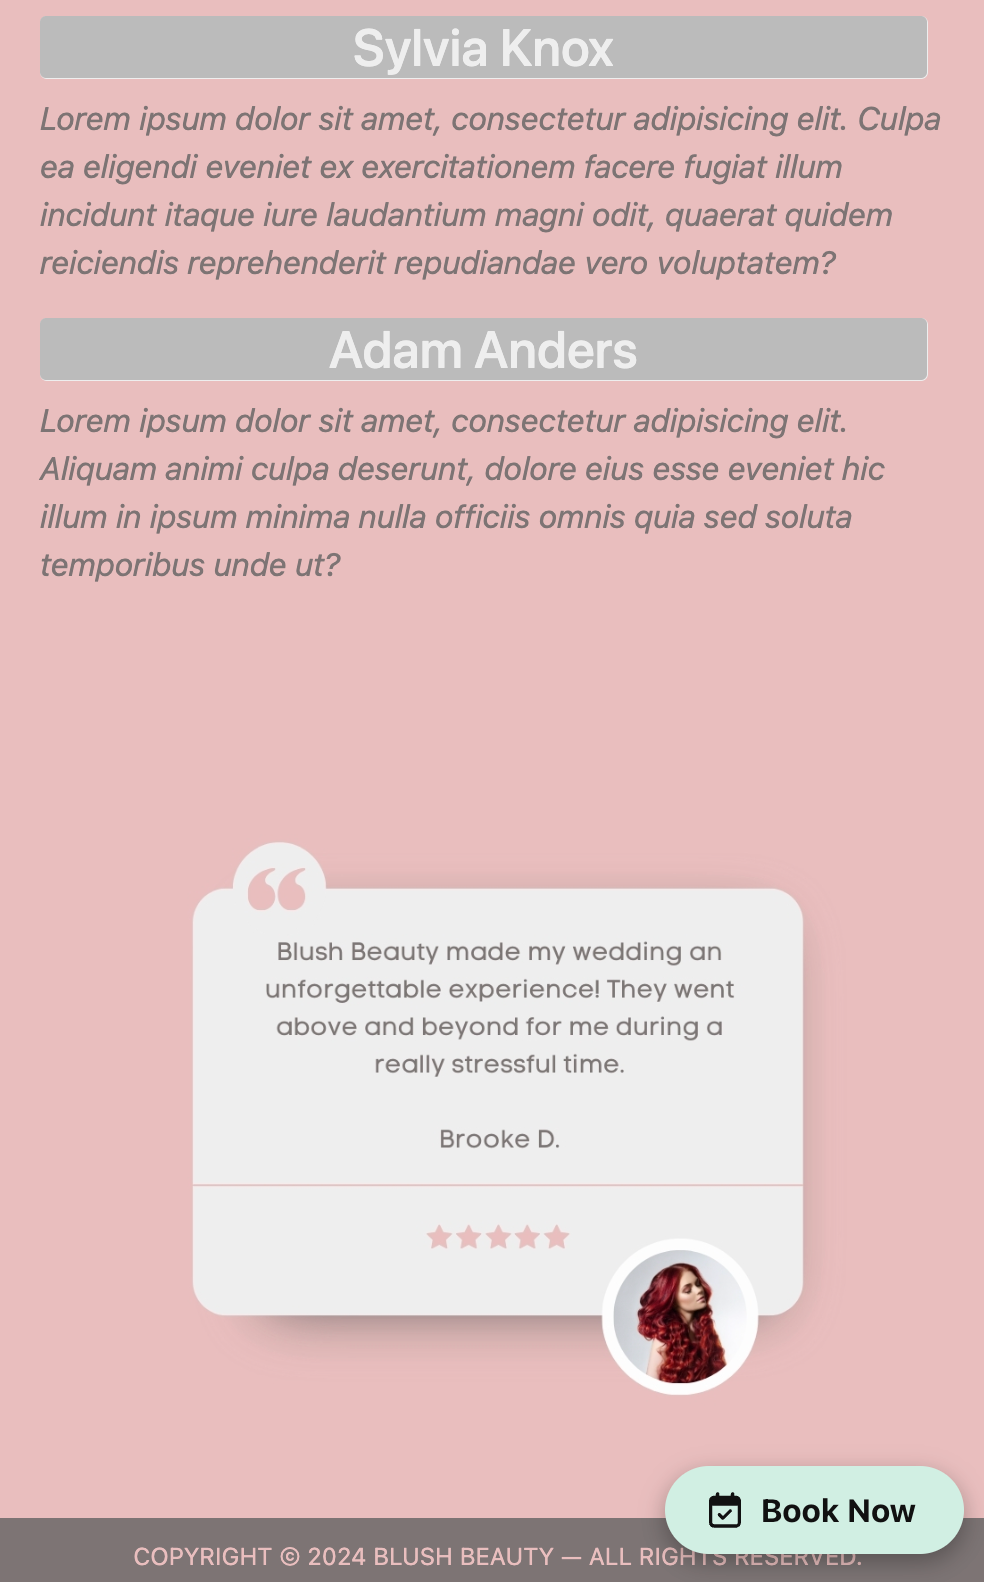 Sylvia Knox
Lorem ipsum dolor sit amet, consectetur adipisicing elit. Culpa
ea eligendi eveniet ex exercitationem facere fugiat illum
incidunt itaque iure laudantium magni odit, quaerat quidem
reiciendis reprehenderit repudiandae vero voluptatem?
Adam Anders
Lorem ipsum dolor sit amet, consectetur adipisicing elit.
Aliquam animi culpa deserunt, dolore eius esse eveniet hic
illum in ipsum minima nulla officiis omnis quia sed soluta
temporibus unde ut?
“
Blush Beauty made my wedding an
unforgettable experience! They went
above and beyond for me during a
really stressful time.
Brooke D.
Book Now
COPYRIGHT © 2024 BLUSH BEAUTY — ALL RIGHTS RESERVED.